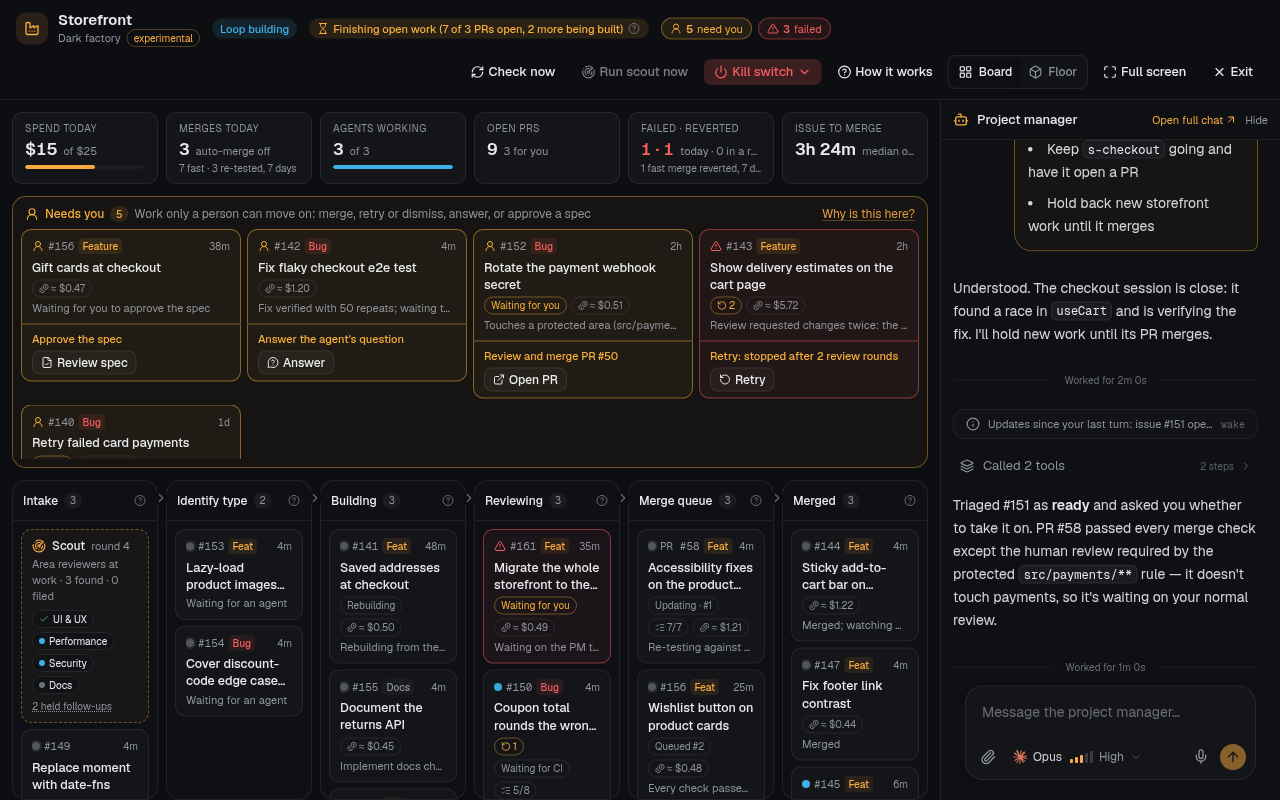 Storefront
Dark factory experimental
Loop building
Finishing open work (7 of 3 PRs open, 2 more being built)
5 need you
3 failed
Check now
Run scout now
Kill switch
How it works
Board
Floor
Full screen
Exit
SPEND TODAY
$15 of $25
MERGES TODAY
3 auto-merge off
7 fast · 3 re-tested, 7 days
AGENTS WORKING
3 of 3
OPEN PRS
9 3 for you
FAILED · REVERTED
1 · 1 today · 0 in a r...
1 fast merge reverted, 7 d...
ISSUE TO MERGE
3h 24m median o...
Needs you 5 Work only a person can move on: merge, retry or dismiss, answer, or approve a spec
Why is this here?
#156 Feature 38m
Gift cards at checkout
≈ $0.47
Waiting for you to approve the spec
Approve the spec
Review spec
#142 Bug 4m
Fix flaky checkout e2e test
≈ $1.20
Fix verified with 50 repeats; waiting t...
Answer the agent's question
Answer
#152 Bug 2h
Rotate the payment webhook
secret
Waiting for you ≈ $0.51
Touches a protected area (src/payme...
Review and merge PR #50
Open PR
#143 Feature 2h
Show delivery estimates on the
cart page
2 ≈ $5.72
Review requested changes twice: the ...
Retry: stopped after 2 review rounds
Retry
#140 Bug 1d
Retry failed card payments
Intake 3
Scout round 4
Area reviewers at
work · 3 found · 0
filed
UI & UX
Performance
Security
Docs
2 held follow-ups
#149 4m
Replace moment
with date-fns
Identify type 2
#153 Feat 4m
Lazy-load
product images...
Waiting for an agent
#154 Bug 4m
Cover discount-
code edge case...
Waiting for an agent
Building 3
#141 Feat 48m
Saved addresses
at checkout
Rebuilding
≈ $0.50
Rebuilding from the...
#155 Docs 4m
Document the
returns API
≈ $0.45
Implement docs ch...
Reviewing 3
#161 Feat 35m
Migrate the whole
storefront to the...
Waiting for you
≈ $0.49
Waiting on the PM t...
#150 Bug 4m
Coupon total
rounds the wron...
1
Waiting for CI
5/8
Merge queue 3
PR #58 Feat 4m
Accessibility fixes
on the product...
Updating · #1
7/7 ≈ $1.21
Re-testing against ...
#156 Feat 25m
Wishlist button on
product cards
Queued #2
≈ $0.48
Every check passe...
Merged 3
#144 Feat 4m
Sticky add-to-
cart bar on...
≈ $1.22
Merged; watching ...
#147 Feat 4m
Fix footer link
contrast
≈ $0.44
Merged
#145 Feat 6m
Project manager
Open full chat
Hide
• Keep s-checkout going and
have it open a PR
• Hold back new storefront
work until it merges
Understood. The checkout session is close: it
found a race in useCart and is verifying the
fix. I'll hold new work until its PR merges.
Worked for 2m 0s
Updates since your last turn: issue #151 ope... wake
Called 2 tools 2 steps
Triaged #151 as ready and asked you whether
to take it on. PR #58 passed every merge check
except the human review required by the
protected src/payments/** rule — it doesn't
touch payments, so it's waiting on your normal
review.
Worked for 1m 0s
Message the project manager...
Opus High